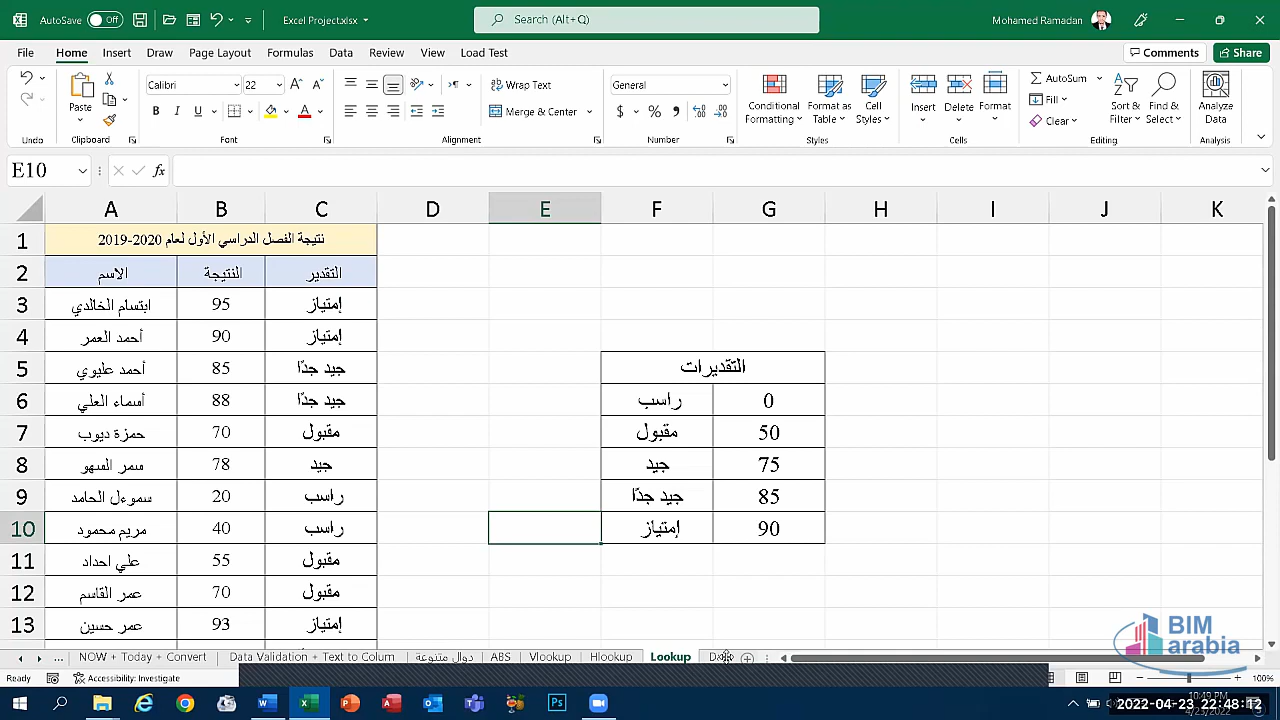 AutoSave Off Excel Project.xlsx Search (Alt+Q) Mohamed Ramadan
File Home Insert Draw Page Layout Formulas Data Review View Load Test Comments Share
Calibri 22 Wrap Text General AutoSum
Paste B I U Merge & Center $ % Conditional Formatting Format as Table Cell Styles Insert Delete Format Fill Clear Sort & Filter Find & Select Analyze Data
Undo Clipboard Font Alignment Number Styles Cells Editing Analysis
E10 fx
A B C D E F G H I J K
1 نتيجة الفصل الدراسي الأول لعام 2020-2019
2 الاسم النتيجة التقدير
3 ابتسام الخالدي 95 إمتياز
4 أحمد العمر 90 إمتياز
5 أحمد عليوي 85 جيد جدًا التقديرات
6 أسماء العلي 88 جيد جدًا راسب 0
7 حمزة ديوب 70 مقبول مقبول 50
8 سمر السهو 78 جيد جيد 75
9 سموءل الحامد 20 راسب جيد جدًا 85
10 مريم محمود 40 راسب إمتياز 90
11 علي احداد 55 مقبول
12 عمر القاسم 70 مقبول
13 عمر حسين 93 إمتياز
BIM
arabia
... NOW + Today + Convert Data Validation + Text to Colum دوال متنوعة ABS Vlookup Hlookup Lookup
Ready Accessibility: Investigate 100%
2022-04-23 22:48:12